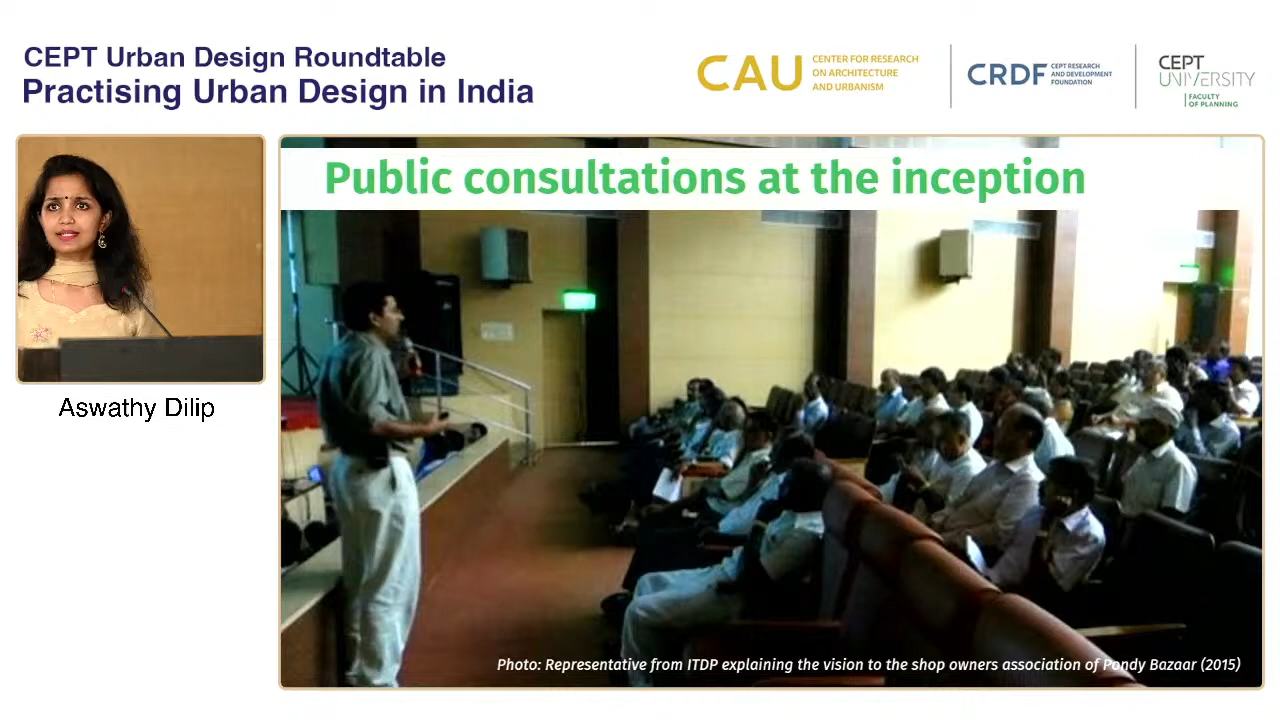 CEPT Urban Design Roundtable
Practising Urban Design in India
CAU
CENTER FOR RESEARCH
ON ARCHITECTURE
AND URBANISM
CRDF
CEPT RESEARCH
AND DEVELOPMENT
FOUNDATION
CEPT
UNIVERSITY
FACULTY
OF PLANNING
Aswathy Dilip
Public consultations at the inception
Photo: Representative from ITDP explaining the vision to the shop owners association of Pondy Bazaar (2015)